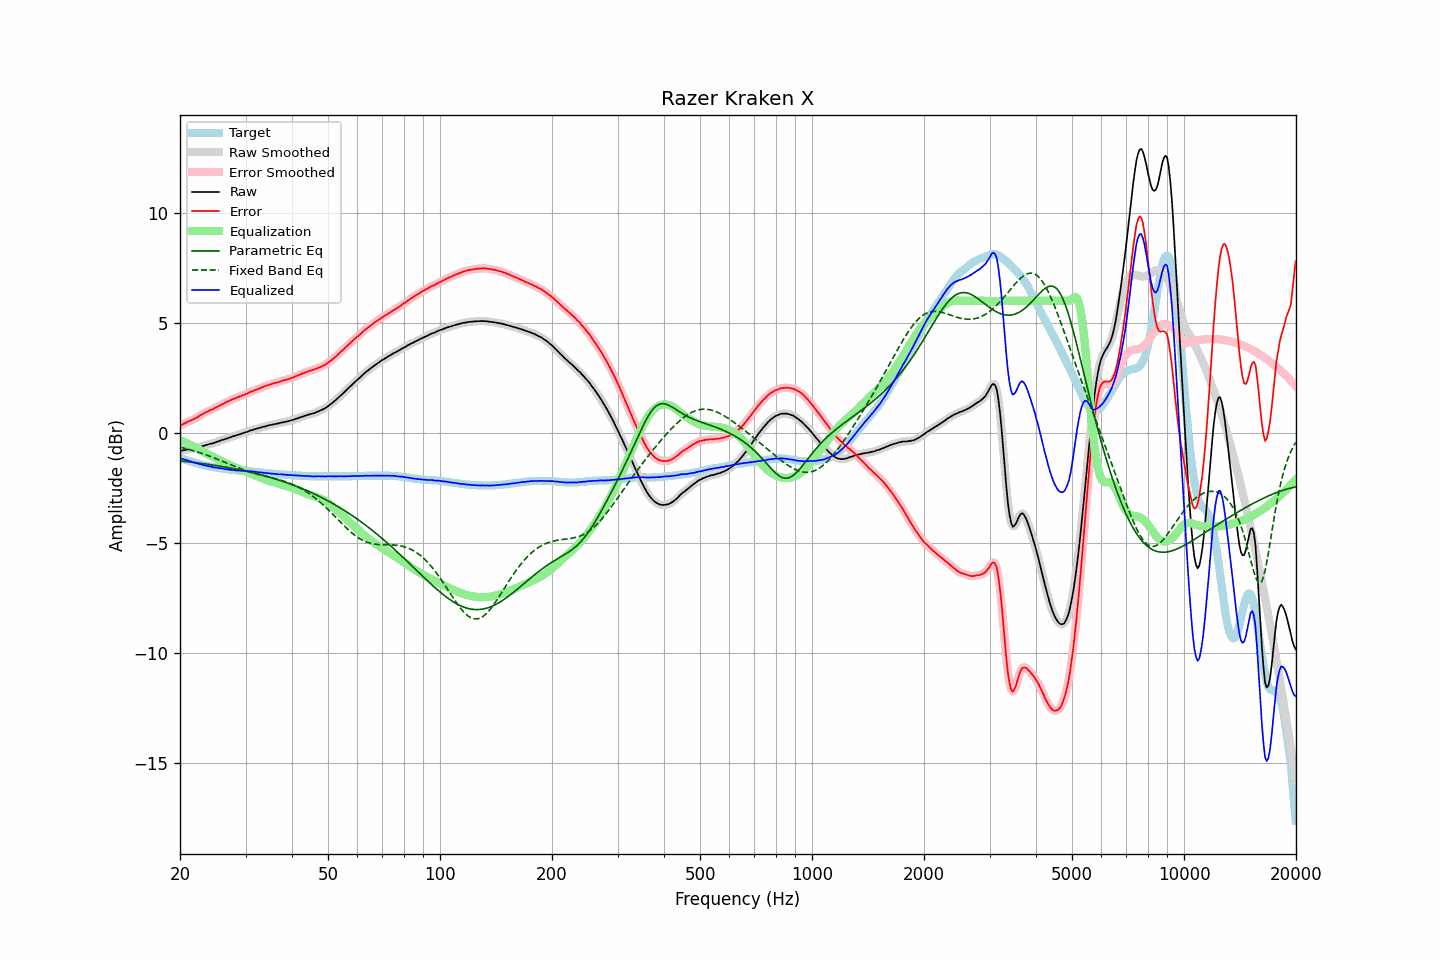 Razer Kraken X
Target
Raw Smoothed
Error Smoothed
Raw
Error
Equalization
Parametric Eq
Fixed Band Eq
Equalized
10
5
0
−5
−10
−15
Amplitude (dBr)
20 50 100 200 500 1000 2000 5000 10000 20000
Frequency (Hz)